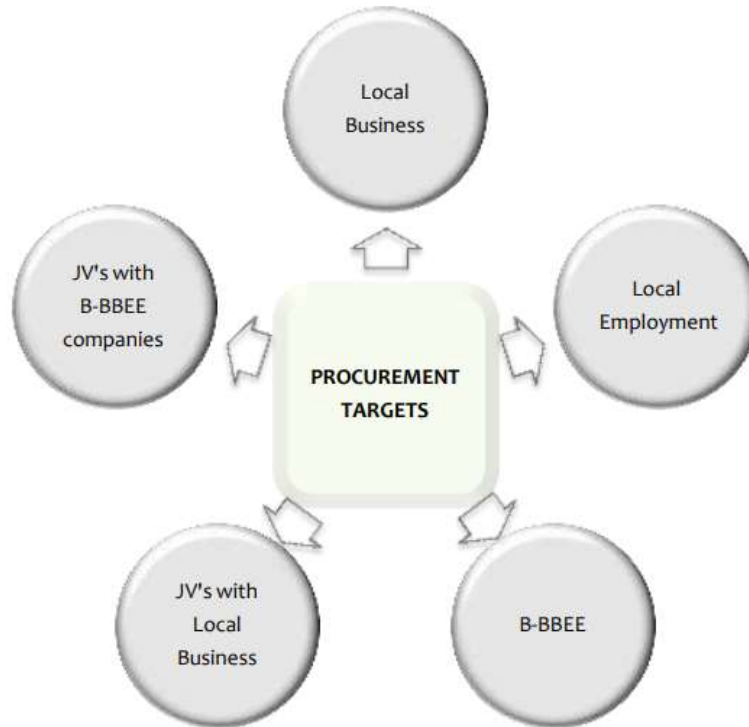 Local
Business
JV's with
B-BBEE
companies
Local
Employment
PROCUREMENT
TARGETS
JV's with
Local
Business
B-BBEE